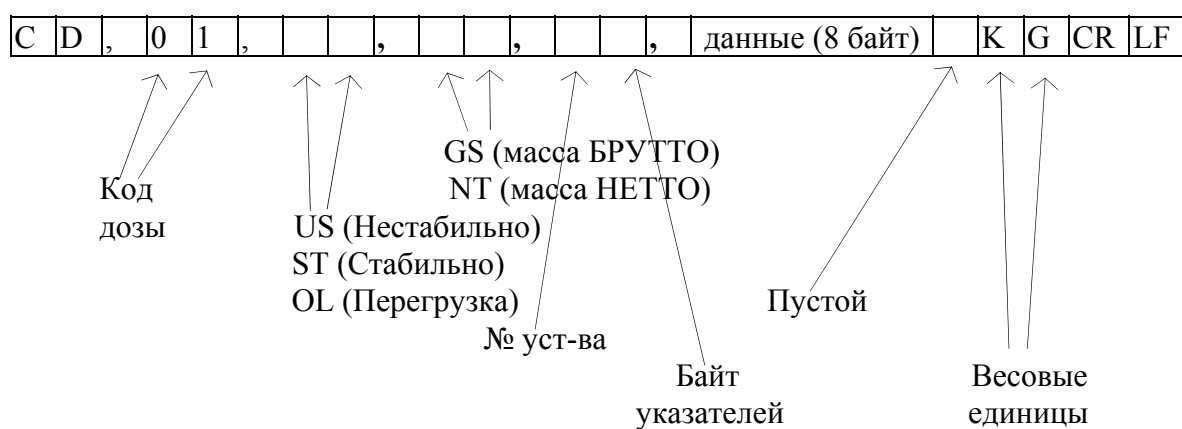 C D , 0 1 , , , , данные (8 байт) K G CR LF
GS (масса БРУТТО)
NT (масса НЕТТО)
Код
дозы
US (Нестабильно)
ST (Стабильно)
OL (Перегрузка)
Пустой
№ уст-ва
Байт
указателей
Весовые
единицы